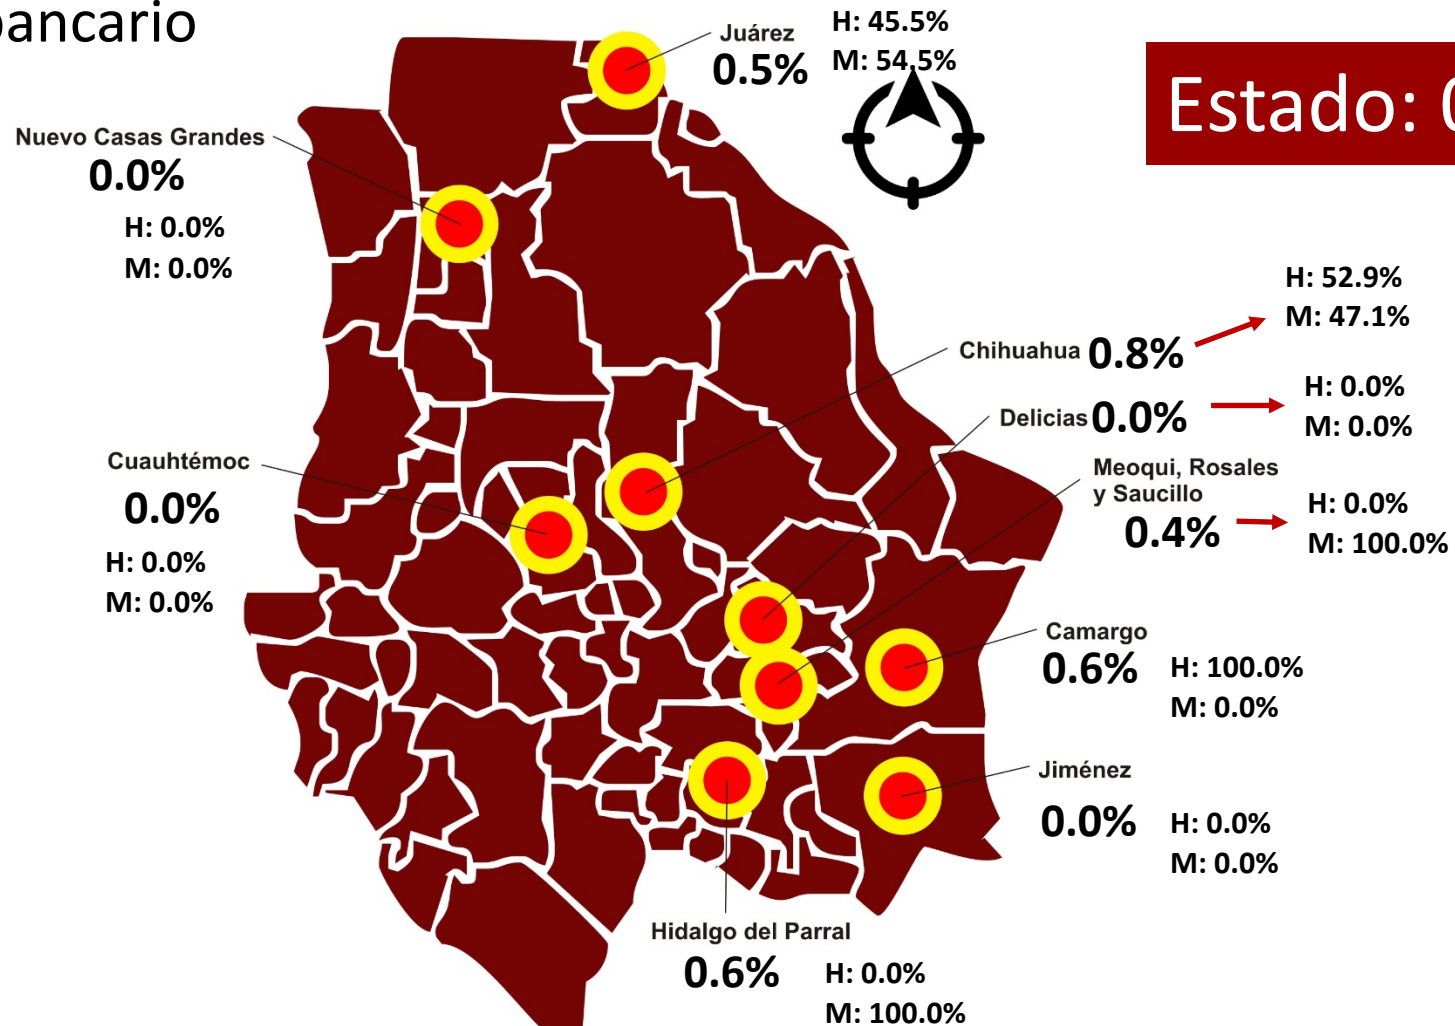 bancario
Juárez
0.5%
H: 45.5%
M: 54.5%
Estado: 0
Nuevo Casas Grandes
0.0%
H: 0.0%
M: 0.0%
H: 52.9%
M: 47.1%
Chihuahua 0.8%
Delicias 0.0%
H: 0.0%
M: 0.0%
Cuauhtémoc
0.0%
H: 0.0%
M: 0.0%
Meoqui, Rosales
y Saucillo
0.4%
H: 0.0%
M: 100.0%
Camargo
0.6%
H: 100.0%
M: 0.0%
Jiménez
0.0%
H: 0.0%
M: 0.0%
Hidalgo del Parral
0.6%
H: 0.0%
M: 100.0%